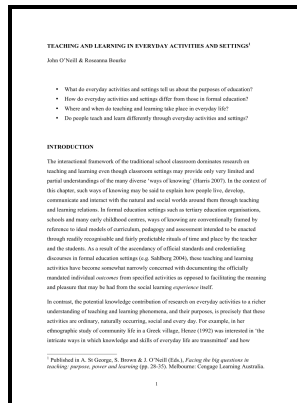 TEACHING AND LEARNING IN EVERYDAY ACTIVITIES AND SETTINGS¹
John O'Neill & Roseanna Bourke
• What do everyday activities and settings tell us about the purposes of education?
• How do everyday activities and settings differ from those in formal education?
• Where and when do teaching and learning take place in everyday life?
• Do people teach and learn differently through everyday activities and settings?
INTRODUCTION
The interactional framework of the traditional school classroom dominates research on
teaching and learning even though classroom settings may provide only very limited and
partial understandings of the many diverse 'ways of knowing' (Harris 2007). In the context of
this chapter, such ways of knowing may be said to explain how people live, develop,
communicate and interact with the natural and social worlds around them through teaching
and learning relations. In formal education settings such as tertiary education organisations,
schools and many early childhood centres, ways of knowing are conventionally framed by
reference to ideal models of curriculum, pedagogy and assessment intended to be enacted
through readily recognisable and fairly predictable rituals of time and place by the teacher
and the students. As a result of the ascendancy of official standards and credentialing
discourses in formal education settings (e.g. Sahlberg 2004), these teaching and learning
activities have become somewhat narrowly concerned with documenting the officially
mandated individual outcomes from specified activities as opposed to facilitating the meaning
and pleasure that may be had from the social learning experience itself.
In contrast, the potential knowledge contribution of research on everyday activities to a richer
understanding of teaching and learning phenomena, and their purposes, is precisely that those
activities are ordinary, naturally occurring, social and every day. For example, in her
ethnographic study of community life in a Greek village, Henze (1992) was interested in 'the
intricate ways in which knowledge and skills of everyday life are transmitted' and how
¹ Published in A. St George, S. Brown & J. O'Neill (Eds.), Facing the big questions in
teaching: purpose, power and learning (pp. 28-35). Melbourne: Cengage Learning Australia.
1